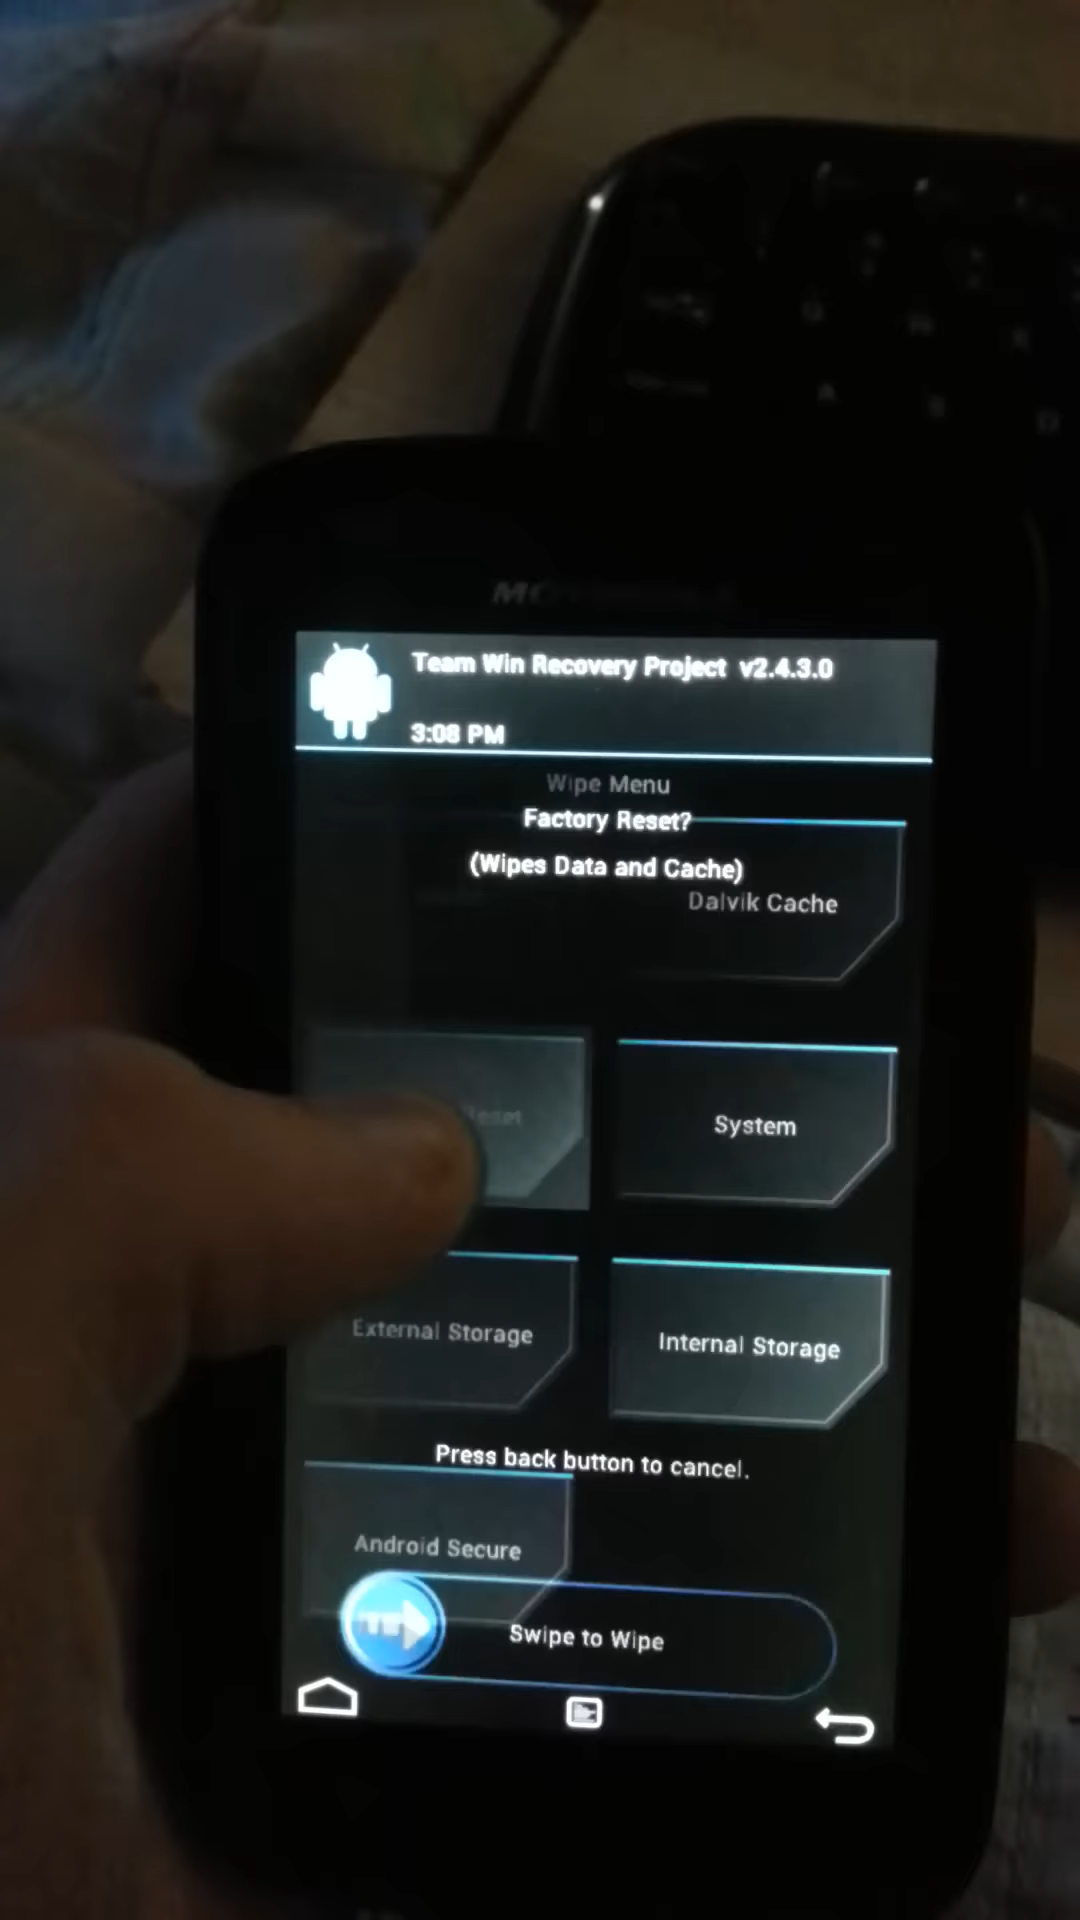 Team Win Recovery Project v2.4.3.0
3:08 PM
Wipe Menu
Factory Reset?
(Wipes Data and Cache)
Dalvik Cache
System
External Storage
Internal Storage
Press back button to cancel.
Android Secure
Swipe to Wipe